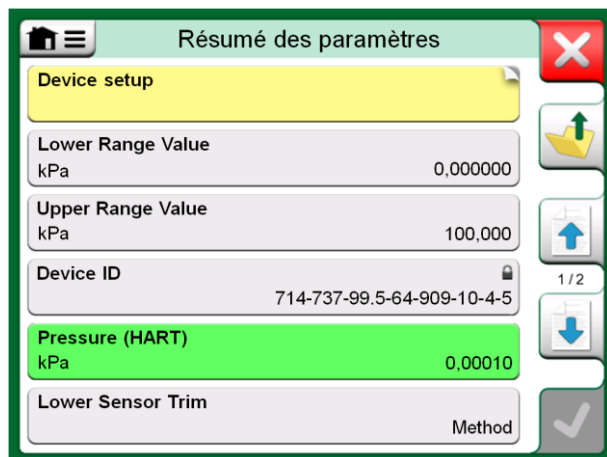 Résumé des paramètres
Device setup
Lower Range Value
kPa 0,000000
Upper Range Value
kPa 100,000
Device ID
714-737-99.5-64-909-10-4-5
1/2
Pressure (HART)
kPa 0,00010
Lower Sensor Trim
Method